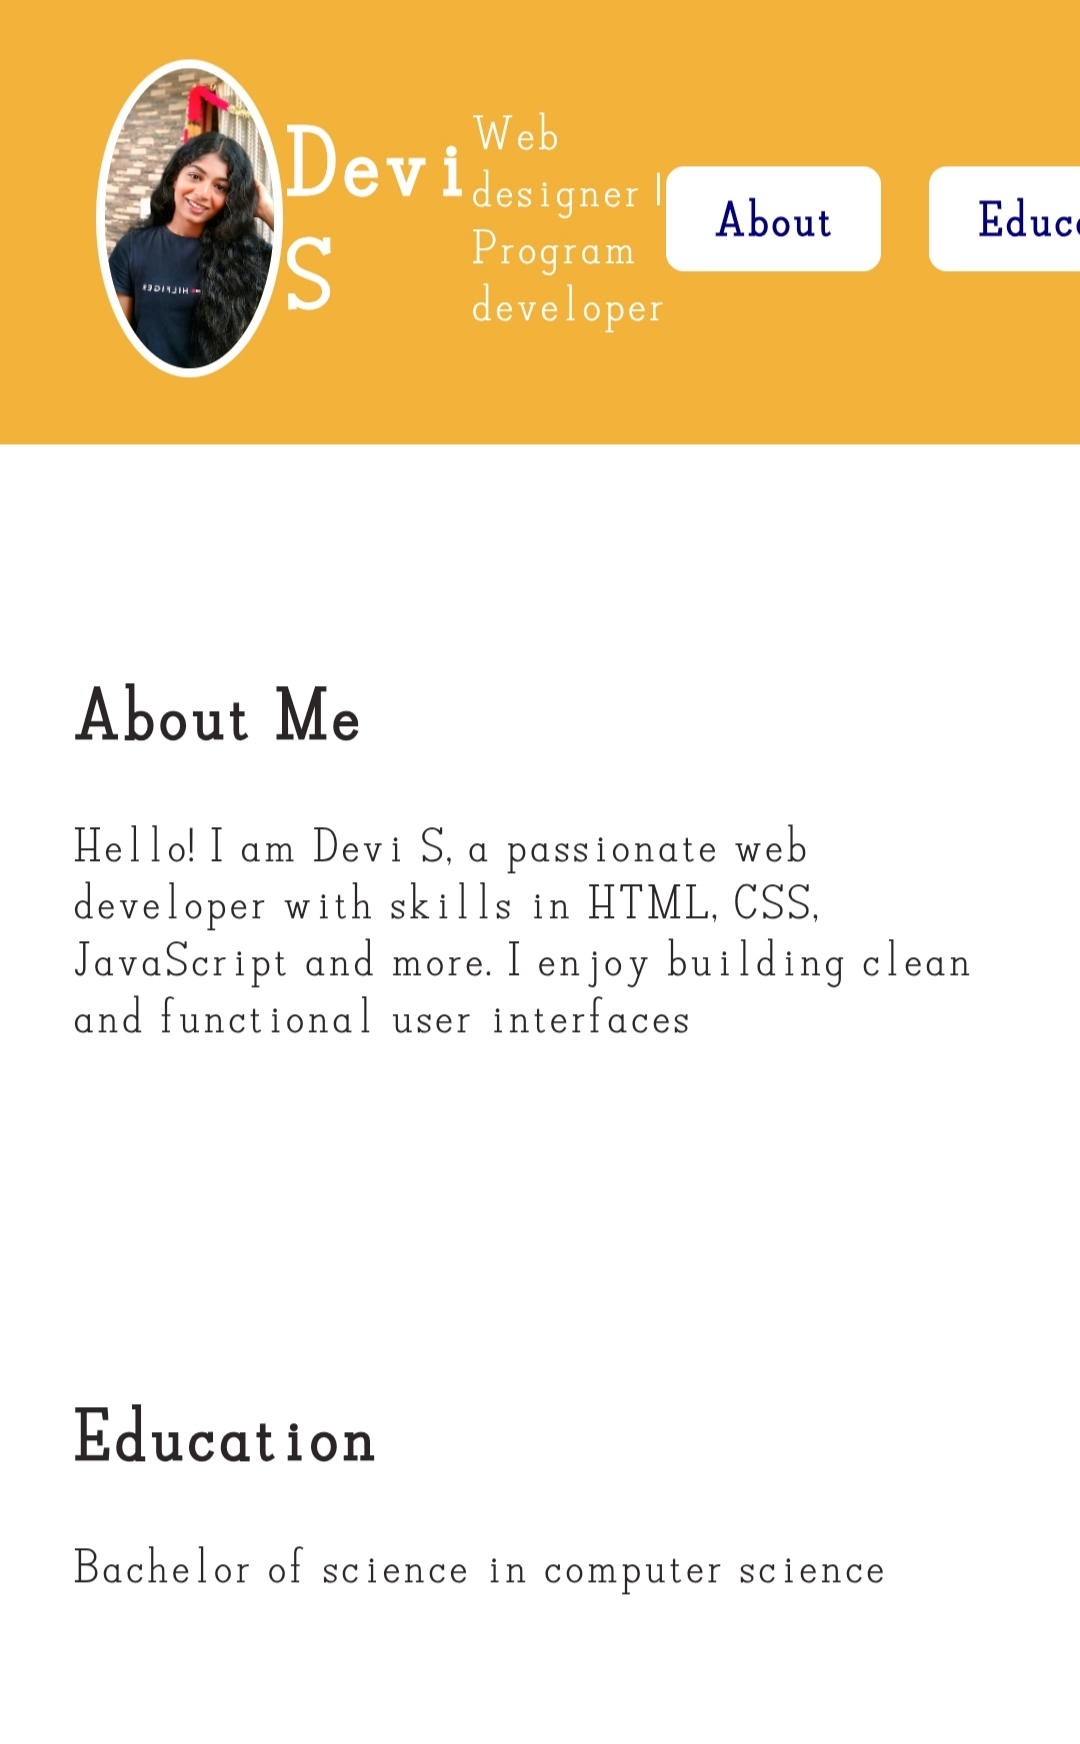 Devi
S
Web
designer |
Program
developer
About
About Me
Hello! I am Devi S, a passionate web
developer with skills in HTML, CSS,
JavaScript and more. I enjoy building clean
and functional user interfaces
Education
Bachelor of science in computer science